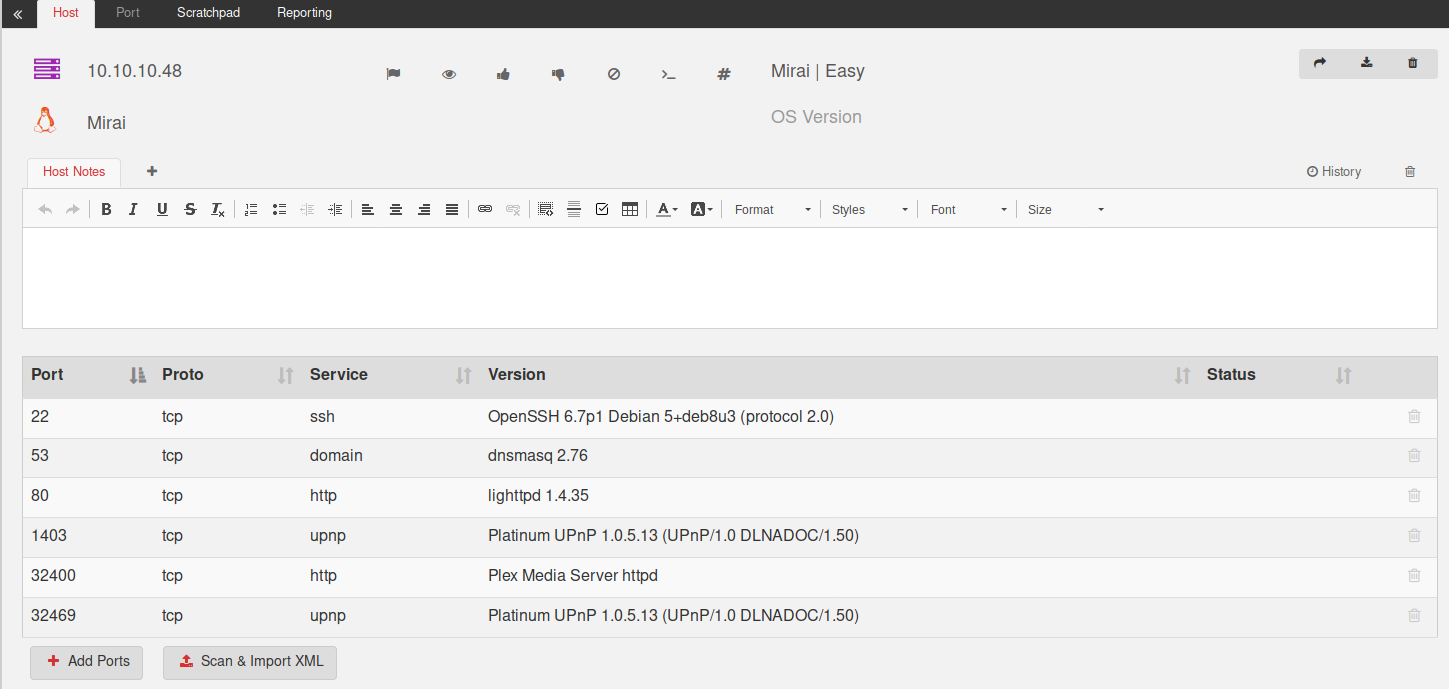 « Host Port Scratchpad Reporting
10.10.10.48 Mirai | Easy
Mirai OS Version
Host Notes History
B I U S Tx A A Format Styles Font Size
Port Proto Service Version Status
22 tcp ssh OpenSSH 6.7p1 Debian 5+deb8u3 (protocol 2.0)
53 tcp domain dnsmasq 2.76
80 tcp http lighttpd 1.4.35
1403 tcp upnp Platinum UPnP 1.0.5.13 (UPnP/1.0 DLNADOC/1.50)
32400 tcp http Plex Media Server httpd
32469 tcp upnp Platinum UPnP 1.0.5.13 (UPnP/1.0 DLNADOC/1.50)
Add Ports Scan & Import XML